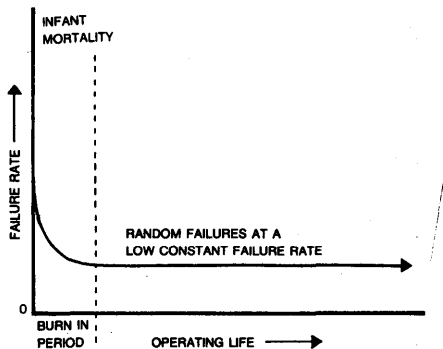 INFANT
MORTALITY
FAILURE RATE
RANDOM FAILURES AT A
LOW CONSTANT FAILURE RATE
0
BURN IN
PERIOD
OPERATING LIFE